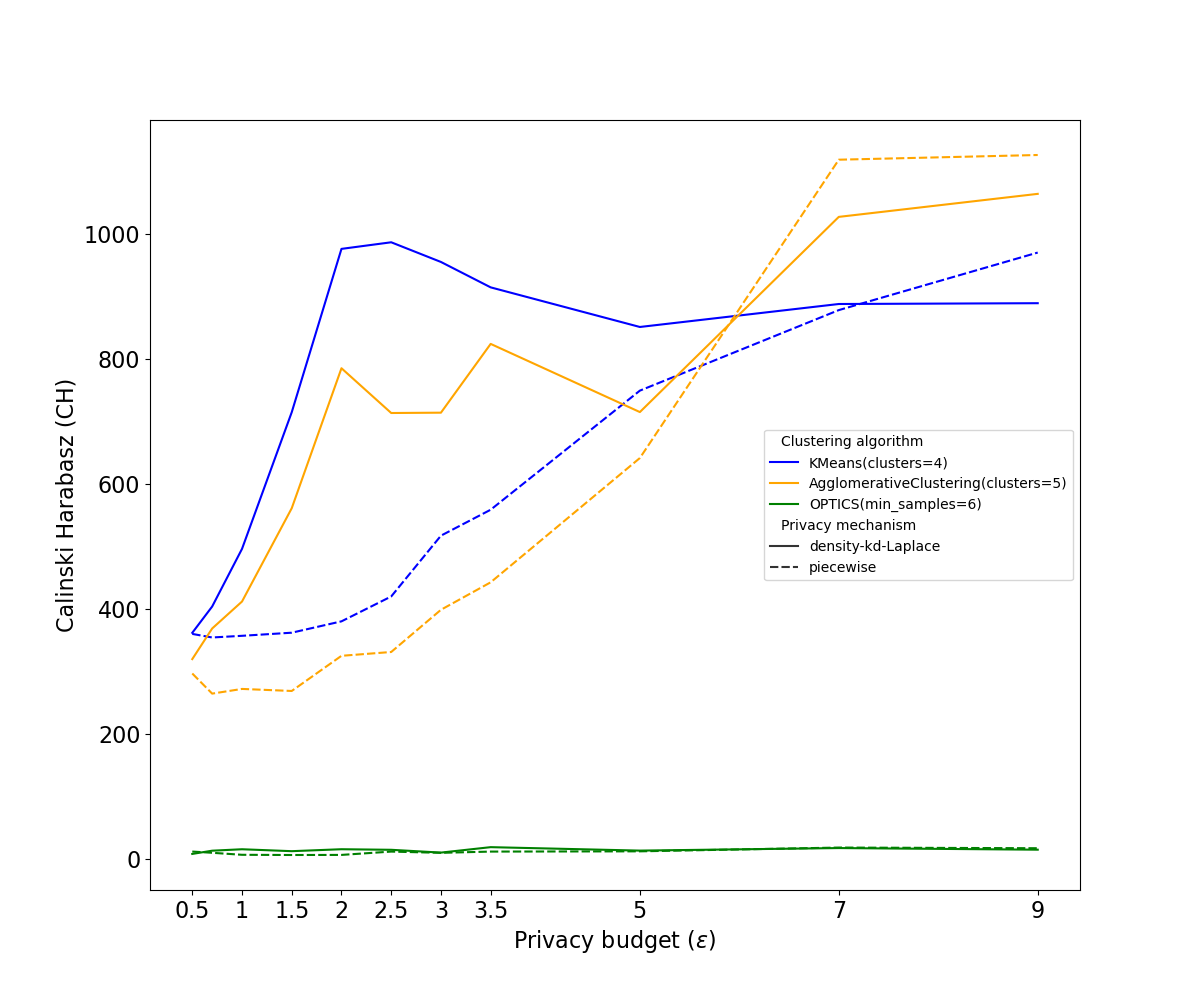 1000
800
600
400
200
0
Calinski Harabasz (CH)
Clustering algorithm
KMeans(clusters=4)
AgglomerativeClustering(clusters=5)
OPTICS(min_samples=6)
Privacy mechanism
density-kd-Laplace
piecewise
0.5 1 1.5 2 2.5 3 3.5 5 7 9
Privacy budget (ε)